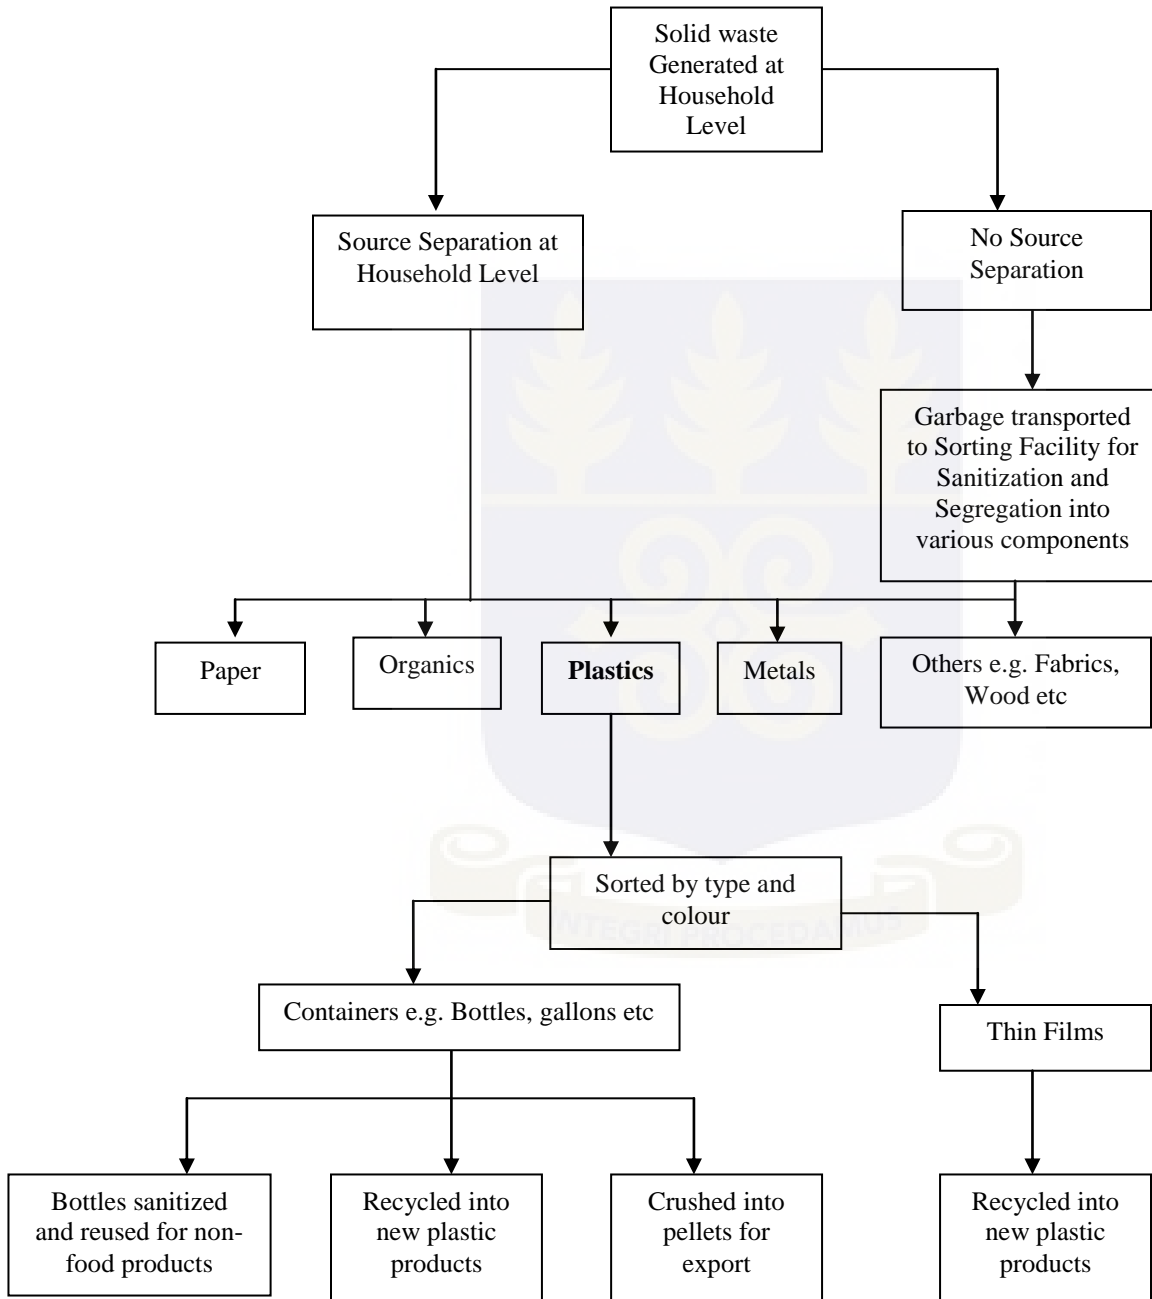 Solid waste
Generated at
Household
Level
Source Separation at
Household Level
No Source
Separation
Garbage transported
to Sorting Facility for
Sanitization and
Segregation into
various components
Paper
Organics
Plastics
Metals
Others e.g. Fabrics,
Wood etc
Sorted by type and
colour
INTEGRI PROCEDAMUS
Containers e.g. Bottles, gallons etc
Thin Films
Bottles sanitized
and reused for non-
food products
Recycled into
new plastic
products
Crushed into
pellets for
export
Recycled into
new plastic
products